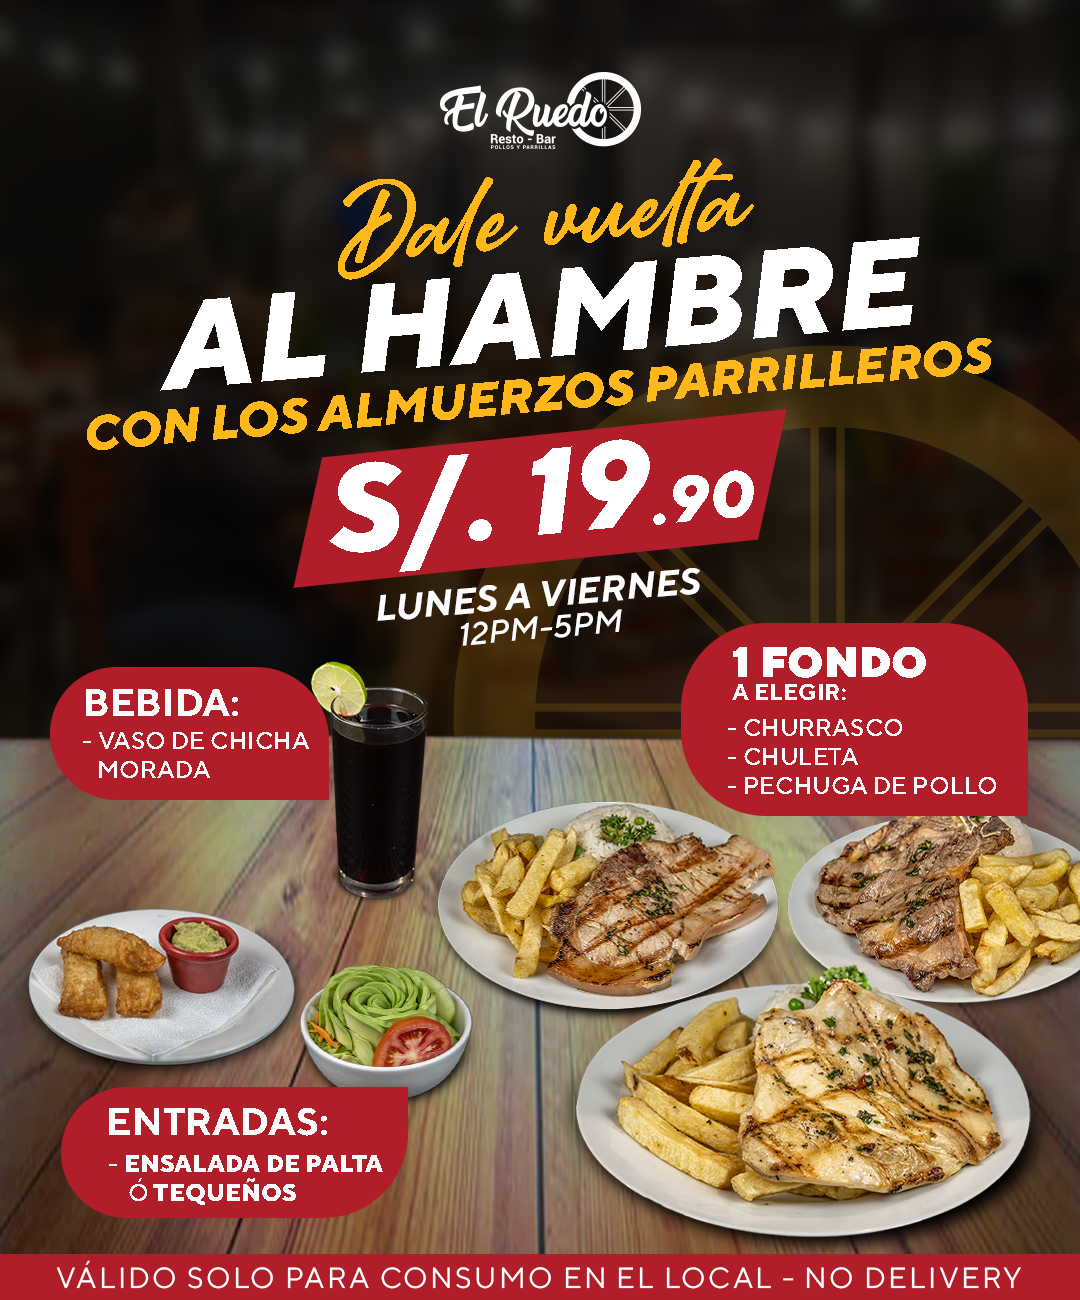 El Ruedo
Resto - Bar
POLLOS Y PARRILLAS
Dale vuelta
AL HAMBRE
CON LOS ALMUERZOS PARRILLEROS
S/. 19.90
LUNES A VIERNES
12PM-5PM
BEBIDA:
- VASO DE CHICHA
MORADA
1 FONDO
A ELEGIR:
- CHURRASCO
- CHULETA
- PECHUGA DE POLLO
ENTRADAS:
- ENSALADA DE PALTA
Ó TEQUEÑOS
VÁLIDO SOLO PARA CONSUMO EN EL LOCAL - NO DELIVERY